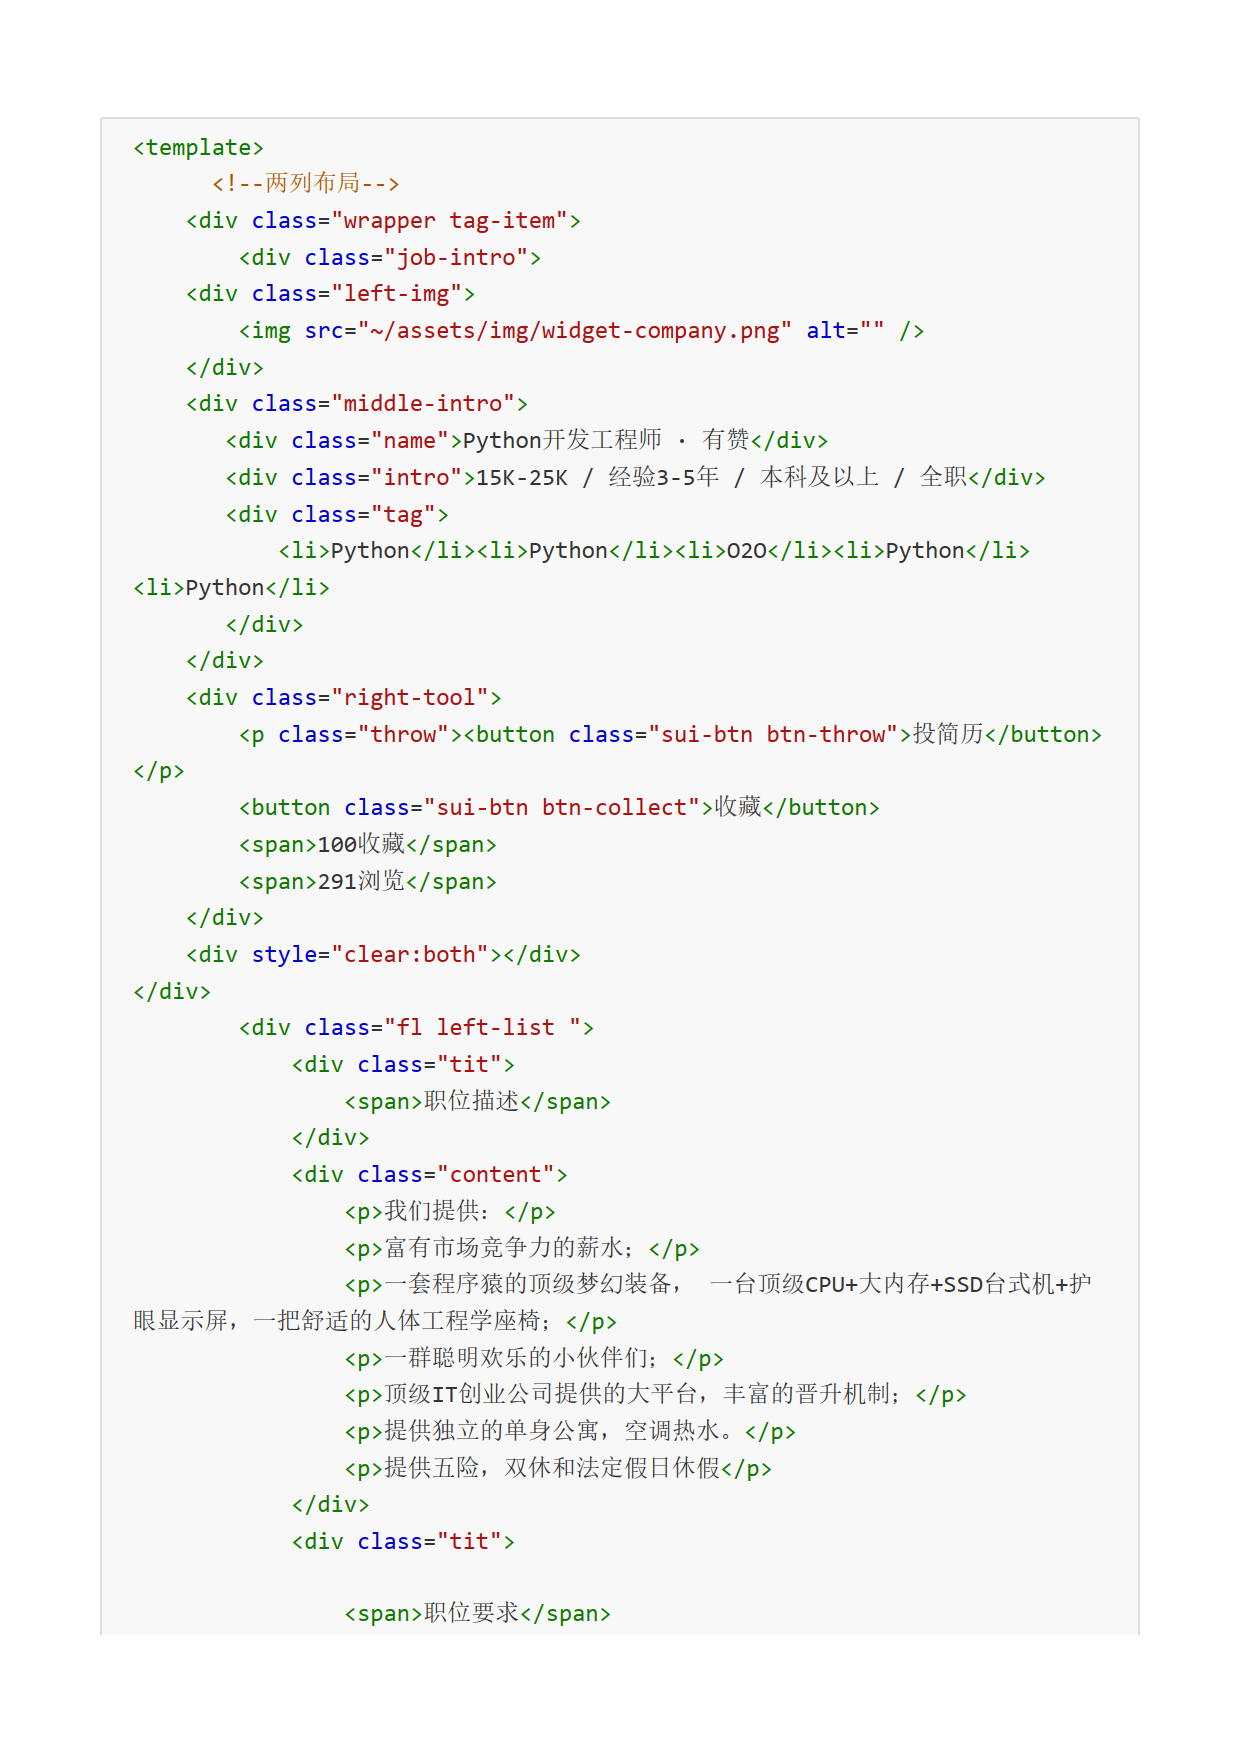 <template>
<!--两列布局-->
<div class="wrapper tag-item">
<div class="job-intro">
<div class="left-img">
<img src="~/assets/img/widget-company.png" alt="" />
</div>
<div class="middle-intro">
<div class="name">Python开发工程师 · 有赞</div>
<div class="intro">15K-25K / 经验3-5年 / 本科及以上 / 全职</div>
<div class="tag">
<li>Python</li><li>Python</li><li>O2O</li><li>Python</li>
<li>Python</li>
</div>
</div>
<div class="right-tool">
<p class="throw"><button class="sui-btn btn-throw">投简历</button>
</p>
<button class="sui-btn btn-collect">收藏</button>
<span>100收藏</span>
<span>291浏览</span>
</div>
<div style="clear:both"></div>
</div>
<div class="fl left-list ">
<div class="tit">
<span>职位描述</span>
</div>
<div class="content">
<p>我们提供：</p>
<p>富有市场竞争力的薪水；</p>
<p>一套程序猿的顶级梦幻装备， 一台顶级CPU+大内存+SSD台式机+护
眼显示屏，一把舒适的人体工程学座椅；</p>
<p>一群聪明欢乐的小伙伴们；</p>
<p>顶级IT创业公司提供的大平台，丰富的晋升机制；</p>
<p>提供独立的单身公寓，空调热水。</p>
<p>提供五险，双休和法定假日休假</p>
</div>
<div class="tit">
<span>职位要求</span>